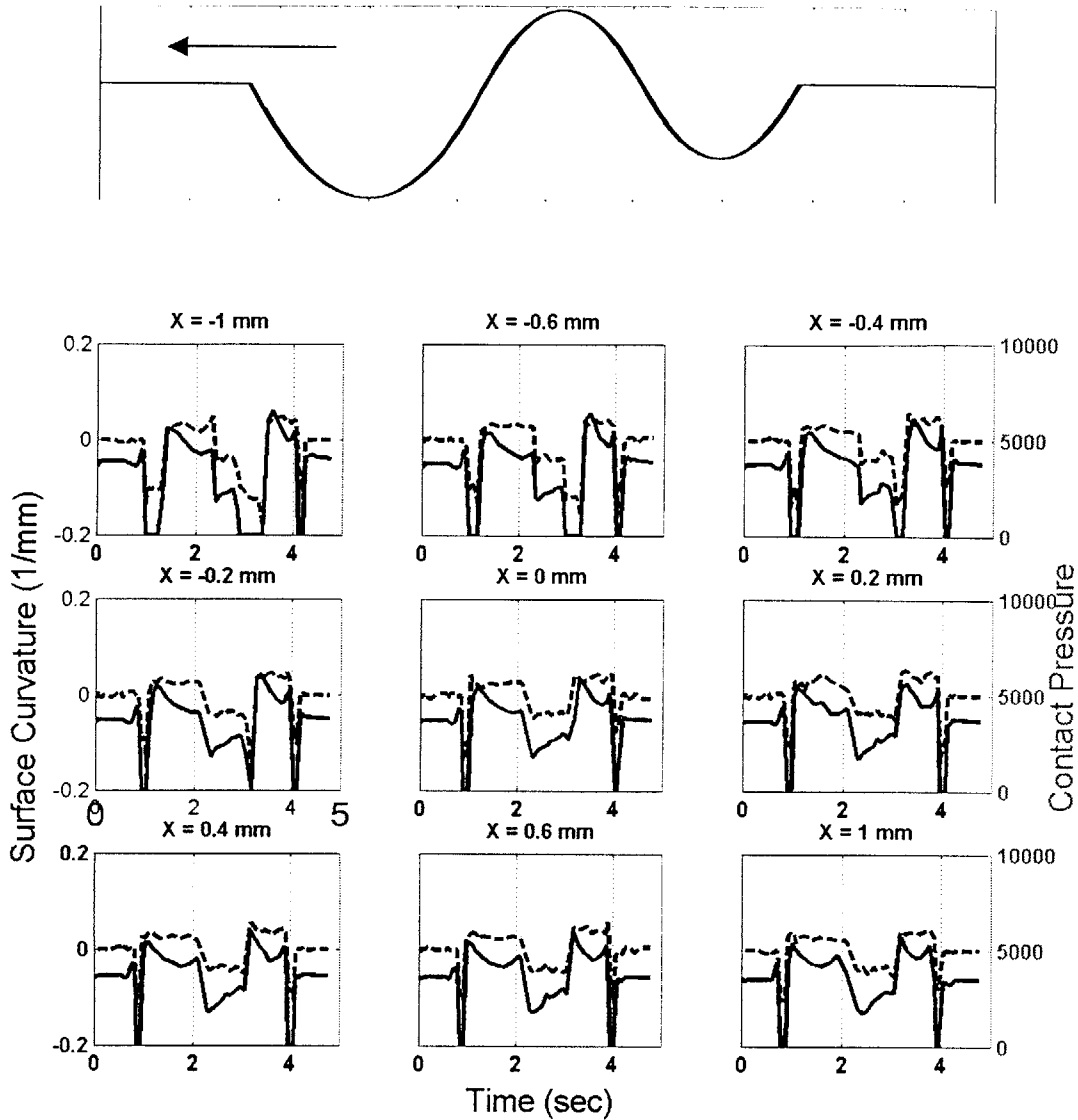 X = -1 mm X = -0.6 mm X = -0.4 mm
0.2 10000
0 5000
-0.2 0
0 2 4 0 2 4 0 2 4
X = -0.2 mm X = 0 mm X = 0.2 mm
0.2 10000
0 5000
-0.2 0
0 2 4 0 2 4 0 2 4
0 5
X = 0.4 mm X = 0.6 mm X = 1 mm
0.2 10000
0 5000
-0.2 0
0 2 4 0 2 4 0 2 4
Surface Curvature (1/mm)
Contact Pressure
Time (sec)